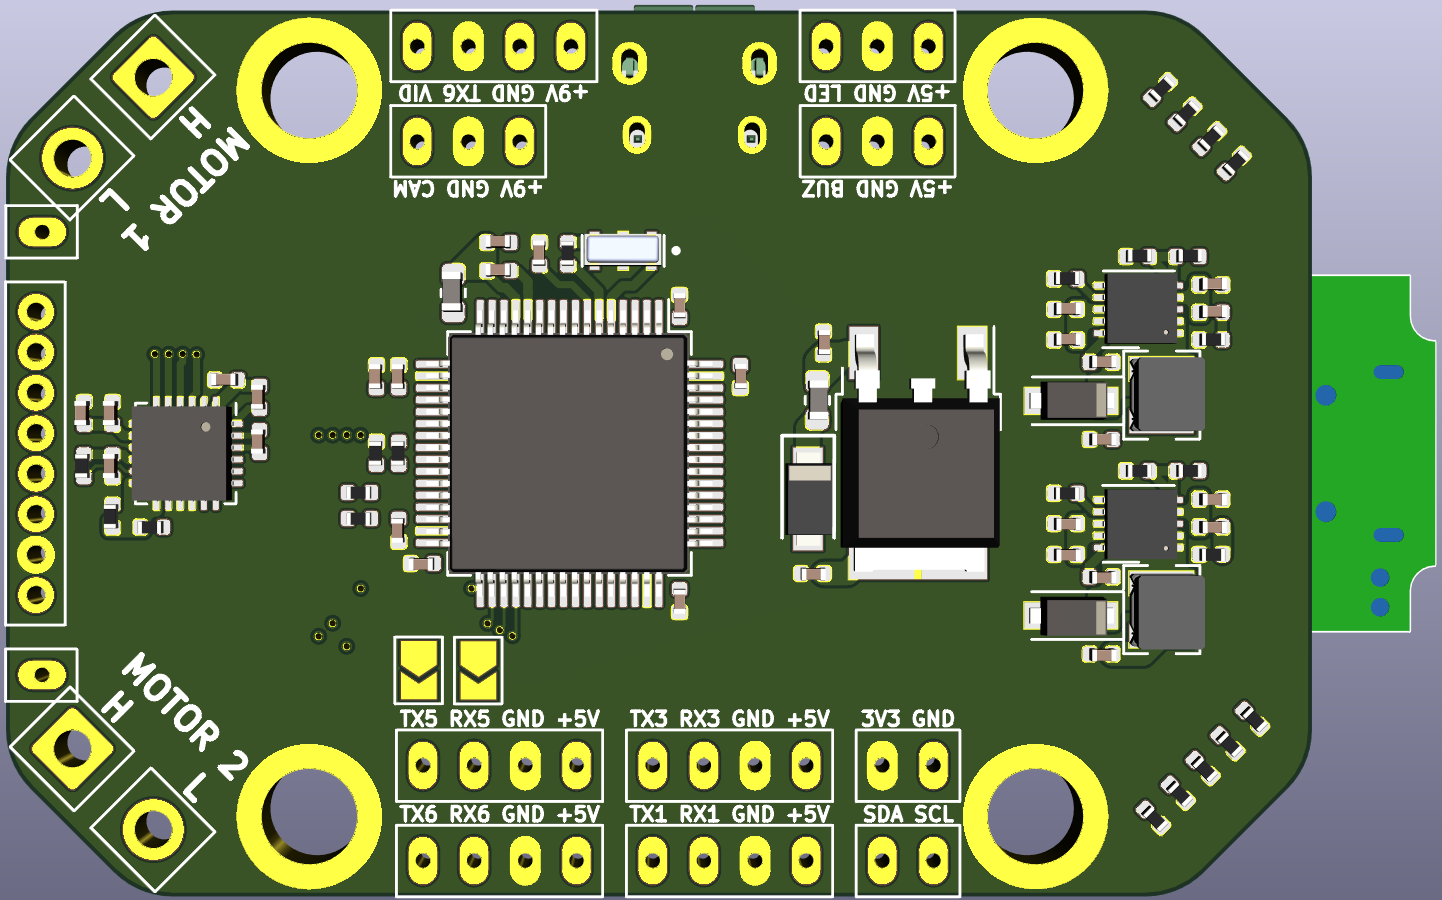 VID TX6 GND +9V
LED GND +5V
CAM GND +9V
BUZ GND +5V
H
L
MOTOR 1
MOTOR 2
H
L
TX5 RX5 GND +5V
TX3 RX3 GND +5V
3V3 GND
TX6 RX6 GND +5V
TX1 RX1 GND +5V
SDA SCL